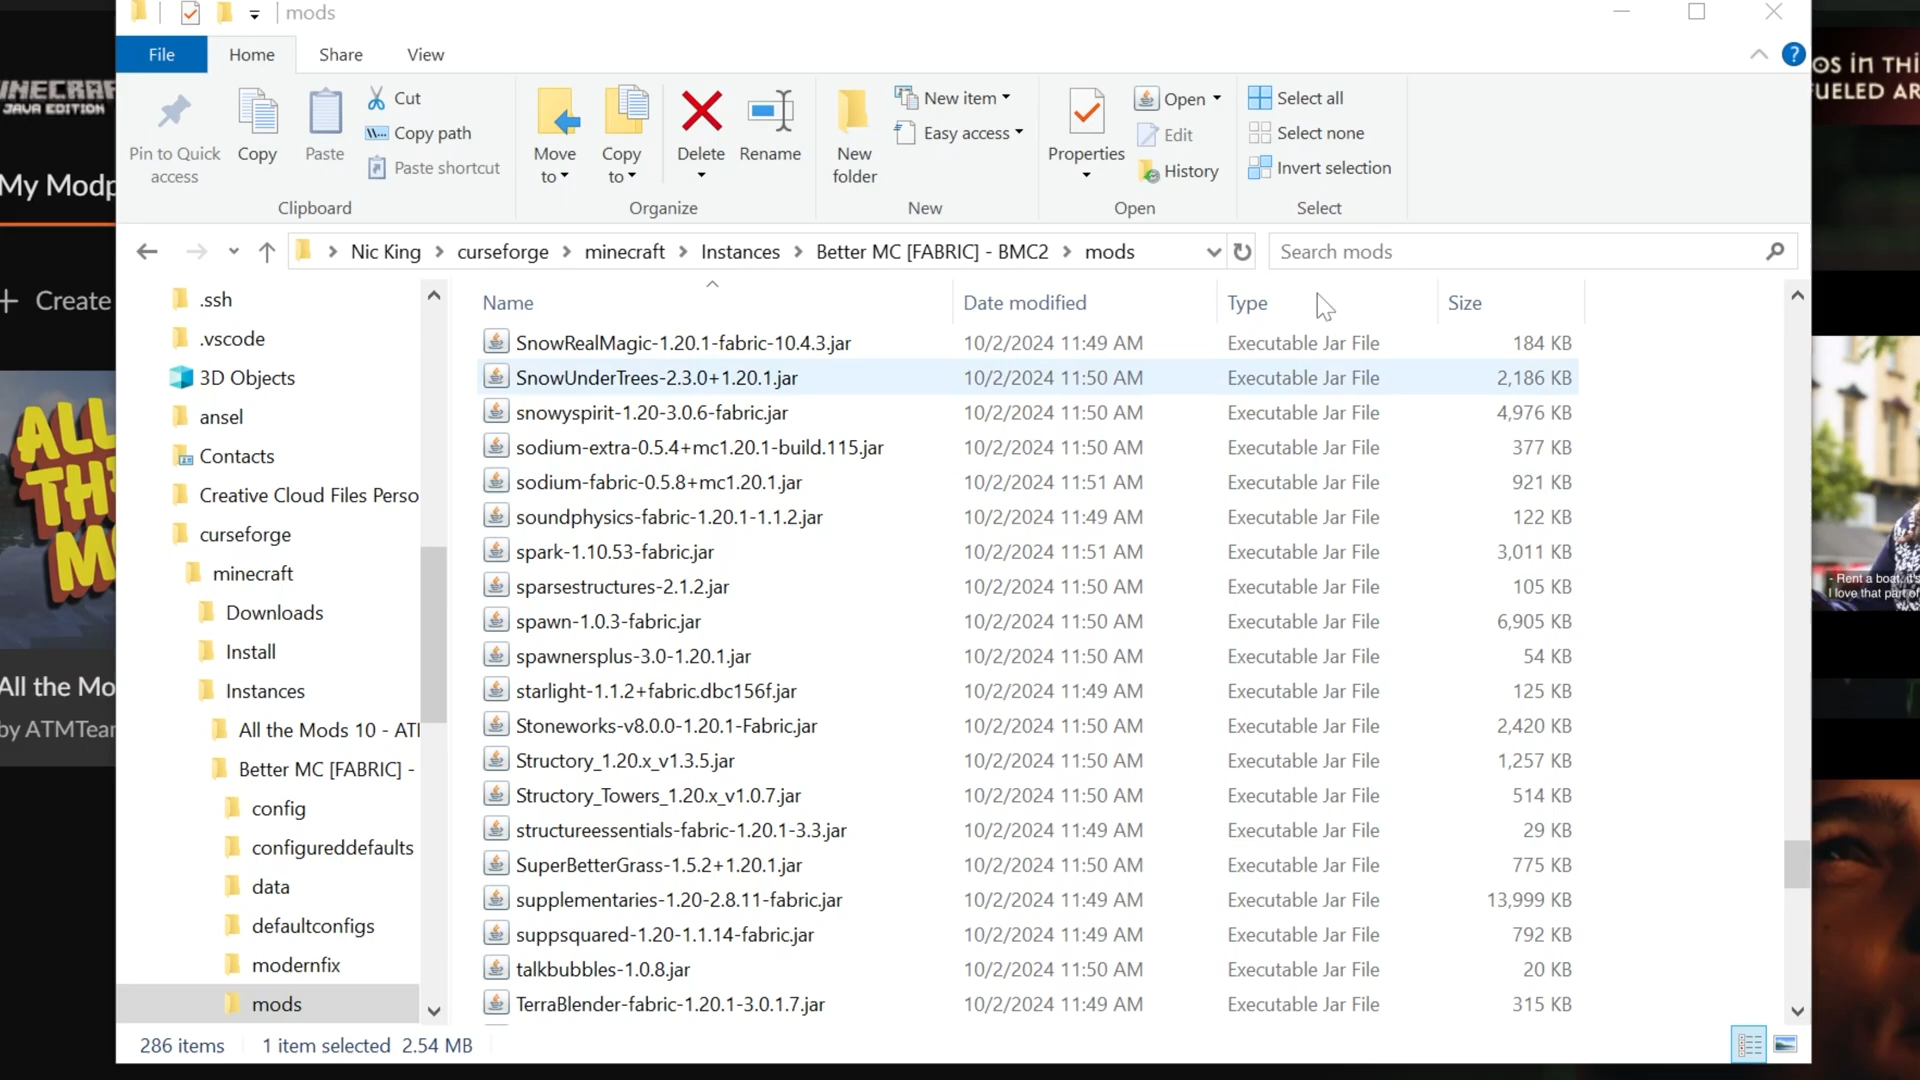 mods
File
Home
Share
View
Pin to Quick
access
Copy
Paste
Cut
Copy path
Paste shortcut
Clipboard
Move
to
Copy
to
Delete
Rename
Organize
New
folder
New item
Easy access
New
Properties
Open
Edit
History
Open
Select all
Select none
Invert selection
Select
Nic King
curseforge
minecraft
Instances
Better MC [FABRIC] - BMC2
mods
Search mods
.ssh
.vscode
3D Objects
ansel
Contacts
Creative Cloud Files Perso
curseforge
minecraft
Downloads
Install
Instances
All the Mods 10 - ATI
Better MC [FABRIC] -
config
configureddefaults
data
defaultconfigs
modernfix
mods
Name Date modified Type Size
SnowRealMagic-1.20.1-fabric-10.4.3.jar 10/2/2024 11:49 AM Executable Jar File 184 KB
SnowUnderTrees-2.3.0+1.20.1.jar 10/2/2024 11:50 AM Executable Jar File 2,186 KB
snowyspirit-1.20-3.0.6-fabric.jar 10/2/2024 11:50 AM Executable Jar File 4,976 KB
sodium-extra-0.5.4+mc1.20.1-build.115.jar 10/2/2024 11:50 AM Executable Jar File 377 KB
sodium-fabric-0.5.8+mc1.20.1.jar 10/2/2024 11:51 AM Executable Jar File 921 KB
soundphysics-fabric-1.20.1-1.1.2.jar 10/2/2024 11:49 AM Executable Jar File 122 KB
spark-1.10.53-fabric.jar 10/2/2024 11:51 AM Executable Jar File 3,011 KB
sparsestructures-2.1.2.jar 10/2/2024 11:50 AM Executable Jar File 105 KB
spawn-1.0.3-fabric.jar 10/2/2024 11:50 AM Executable Jar File 6,905 KB
spawnersplus-3.0-1.20.1.jar 10/2/2024 11:50 AM Executable Jar File 54 KB
starlight-1.1.2+fabric.dbc156f.jar 10/2/2024 11:49 AM Executable Jar File 125 KB
Stoneworks-v8.0.0-1.20.1-Fabric.jar 10/2/2024 11:50 AM Executable Jar File 2,420 KB
Structory_1.20.x_v1.3.5.jar 10/2/2024 11:50 AM Executable Jar File 1,257 KB
Structory_Towers_1.20.x_v1.0.7.jar 10/2/2024 11:50 AM Executable Jar File 514 KB
structureessentials-fabric-1.20.1-3.3.jar 10/2/2024 11:49 AM Executable Jar File 29 KB
SuperBetterGrass-1.5.2+1.20.1.jar 10/2/2024 11:50 AM Executable Jar File 775 KB
supplementaries-1.20-2.8.11-fabric.jar 10/2/2024 11:49 AM Executable Jar File 13,999 KB
suppsquared-1.20-1.1.14-fabric.jar 10/2/2024 11:49 AM Executable Jar File 792 KB
talkbubbles-1.0.8.jar 10/2/2024 11:50 AM Executable Jar File 20 KB
TerraBlender-fabric-1.20.1-3.0.1.7.jar 10/2/2024 11:49 AM Executable Jar File 315 KB
286 items 1 item selected 2.54 MB
INECRAF
JAVA EDITION
My Modp
+ Create
ALL
TH
M
All the Mo
by ATMTear
OS in THI
FUELED AR
- Rent a boat, it's
I love that part of